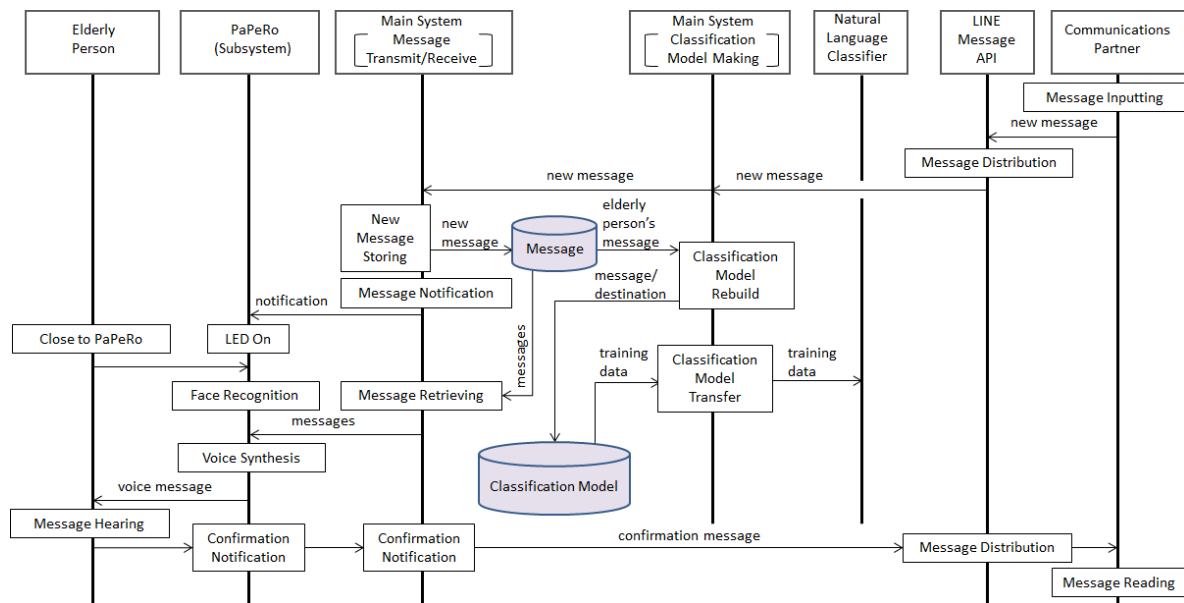 Elderly
Person
PaPeRo
(Subsystem)
Main System
Message
Transmit/Receive
Main System
Classification
Model Making
Natural
Language
Classifier
LINE
Message
API
Communications
Partner
Message Inputting
new message
Message Distribution
new message
new message
New
Message
Storing
new
message
Message
elderly
person's
message
Classification
Model
Rebuild
message/
destination
Message Notification
notification
Close to PaPeRo
LED On
messages
training
data
Classification
Model
Transfer
training
data
Face Recognition
Message Retrieving
messages
Voice Synthesis
Classification Model
voice message
Message Hearing
Confirmation
Notification
Confirmation
Notification
confirmation message
Message Distribution
Message Reading